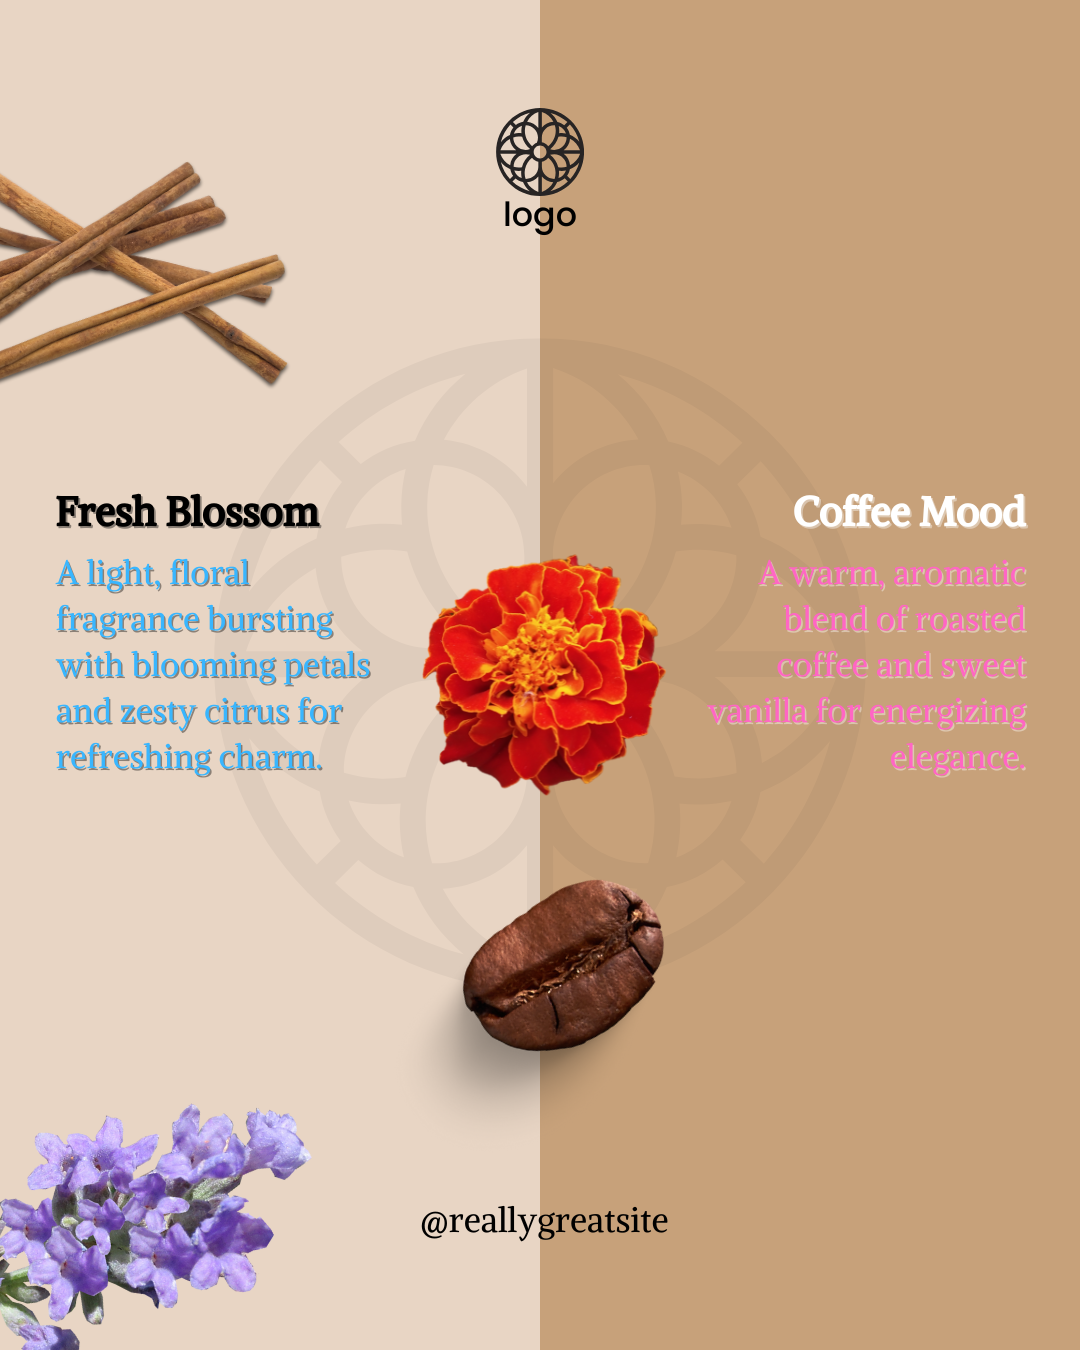 logo
Fresh Blossom
A light, floral
fragrance bursting
with blooming petals
and zesty citrus for
refreshing charm.
Coffee Mood
A warm, aromatic
blend of roasted
coffee and sweet
vanilla for energizing
elegance.
@reallygreatsite